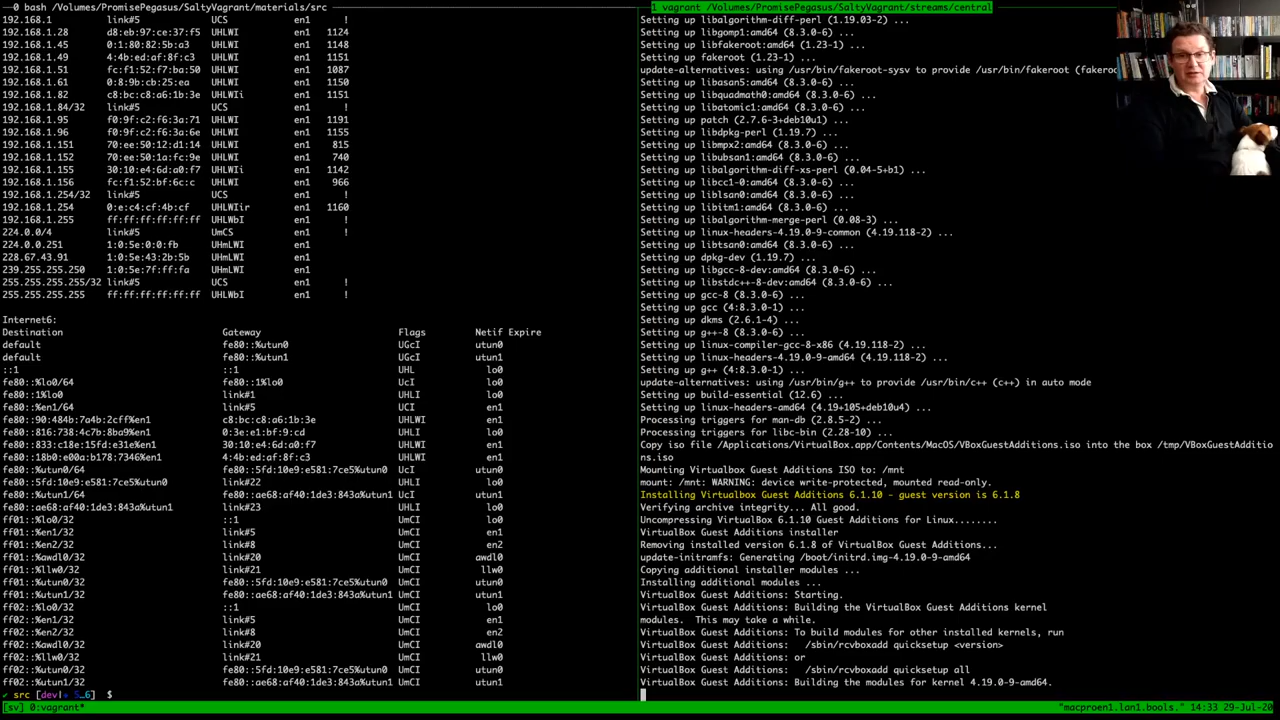 0 bash /Volumes/PromisePegasus/SaltyVagrant/materials/src
192.168.1 link#5 UCS en1 !
192.168.1.28 d8:eb:97:ce:37:f5 UHLWI en1 1124
192.168.1.45 0:1:80:82:5b:a3 UHLWI en1 1148
192.168.1.49 4:4b:ed:af:8f:c3 UHLWI en1 1151
192.168.1.51 fc:f1:52:f7:ba:50 UHLWI en1 1087
192.168.1.61 0:8:9b:cb:25:ea UHLWI en1 1150
192.168.1.82 c8:bc:c8:a6:1b:3e UHLWIi en1 1151
192.168.1.84/32 link#5 UCS en1 !
192.168.1.95 f0:9f:c2:f6:3a:71 UHLWI en1 1191
192.168.1.96 f0:9f:c2:f6:3a:6e UHLWI en1 1155
192.168.1.151 70:ee:50:12:d1:14 UHLWI en1 815
192.168.1.152 70:ee:50:1a:fc:9e UHLWI en1 740
192.168.1.155 30:10:e4:6d:a0:f7 UHLWIi en1 1142
192.168.1.156 fc:f1:52:bf:6c:c UHLWI en1 966
192.168.1.254/32 link#5 UCS en1 !
192.168.1.254 0:e:c4:cf:4b:cf UHLWIir en1 1160
192.168.1.255 ff:ff:ff:ff:ff:ff UHLWbI en1 !
224.0.0/4 link#5 UmCS en1 !
224.0.0.251 1:0:5e:0:0:fb UHmLWI en1
228.67.43.91 1:0:5e:43:2b:5b UHmLWI en1
239.255.255.250 1:0:5e:7f:ff:fa UHmLWI en1
255.255.255.255/32 link#5 UCS en1 !
255.255.255.255 ff:ff:ff:ff:ff:ff UHLWbI en1 !
Internet6:
Destination Gateway Flags Netif Expire
default fe80::%utun0 UGcI utun0
default fe80::%utun1 UGcI utun1
::1 ::1 UHL lo0
fe80::%lo0/64 fe80::1%lo0 UcI lo0
fe80::1%lo0 link#1 UHLI lo0
fe80::%en1/64 link#5 UCI en1
fe80::90:484b:7a4b:2cff%en1 c8:bc:c8:a6:1b:3e UHLWI en1
fe80::816:738:4c7b:8ba9%en1 0:3e:e1:bf:9:cd UHLI lo0
fe80::833:c18e:15fd:e31e%en1 30:10:e4:6d:a0:f7 UHLWI en1
fe80::18b0:e00a:b178:7346%en1 4:4b:ed:af:8f:c3 UHLWI en1
fe80::%utun0/64 fe80::5fd:10e9:e581:7ce5%utun0 UcI utun0
fe80::5fd:10e9:e581:7ce5%utun0 link#22 UHLI lo0
fe80::%utun1/64 fe80::ae68:af40:1de3:843a%utun1 UcI utun1
fe80::ae68:af40:1de3:843a%utun1 link#23 UHLI lo0
ff01::%lo0/32 ::1 UmCI lo0
ff01::%en1/32 link#5 UmCI en1
ff01::%en2/32 link#8 UmCI en2
ff01::%awdl0/32 link#20 UmCI awdl0
ff01::%llw0/32 link#21 UmCI llw0
ff01::%utun0/32 fe80::5fd:10e9:e581:7ce5%utun0 UmCI utun0
ff01::%utun1/32 fe80::ae68:af40:1de3:843a%utun1 UmCI utun1
ff02::%lo0/32 ::1 UmCI lo0
ff02::%en1/32 link#5 UmCI en1
ff02::%en2/32 link#8 UmCI en2
ff02::%awdl0/32 link#20 UmCI awdl0
ff02::%llw0/32 link#21 UmCI llw0
ff02::%utun0/32 fe80::5fd:10e9:e581:7ce5%utun0 UmCI utun0
ff02::%utun1/32 fe80::ae68:af40:1de3:843a%utun1 UmCI utun1
✔ src [dev|✚ 5…6] $
1 vagrant /Volumes/PromisePegasus/SaltyVagrant/streams/central
Setting up libalgorithm-diff-perl (1.19.03-2) ...
Setting up libgomp1:amd64 (8.3.0-6) ...
Setting up libfakeroot:amd64 (1.23-1) ...
Setting up fakeroot (1.23-1) ...
update-alternatives: using /usr/bin/fakeroot-sysv to provide /usr/bin/fakeroot (fakeroo
Setting up libasan5:amd64 (8.3.0-6) ...
Setting up libquadmath0:amd64 (8.3.0-6) ...
Setting up libatomic1:amd64 (8.3.0-6) ...
Setting up patch (2.7.6-3+deb10u1) ...
Setting up libdpkg-perl (1.19.7) ...
Setting up libmpx2:amd64 (8.3.0-6) ...
Setting up libubsan1:amd64 (8.3.0-6) ...
Setting up libalgorithm-diff-xs-perl (0.04-5+b1) ...
Setting up libcc1-0:amd64 (8.3.0-6) ...
Setting up liblsan0:amd64 (8.3.0-6) ...
Setting up libitm1:amd64 (8.3.0-6) ...
Setting up libalgorithm-merge-perl (0.08-3) ...
Setting up linux-headers-4.19.0-9-common (4.19.118-2) ...
Setting up libtsan0:amd64 (8.3.0-6) ...
Setting up dpkg-dev (1.19.7) ...
Setting up libgcc-8-dev:amd64 (8.3.0-6) ...
Setting up libstdc++-8-dev:amd64 (8.3.0-6) ...
Setting up gcc-8 (8.3.0-6) ...
Setting up gcc (4:8.3.0-1) ...
Setting up dkms (2.6.1-4) ...
Setting up g++-8 (8.3.0-6) ...
Setting up linux-compiler-gcc-8-x86 (4.19.118-2) ...
Setting up linux-headers-4.19.0-9-amd64 (4.19.118-2) ...
Setting up g++ (4:8.3.0-1) ...
update-alternatives: using /usr/bin/g++ to provide /usr/bin/c++ (c++) in auto mode
Setting up build-essential (12.6) ...
Setting up linux-headers-amd64 (4.19+105+deb10u4) ...
Processing triggers for man-db (2.8.5-2) ...
Processing triggers for libc-bin (2.28-10) ...
Copy iso file /Applications/VirtualBox.app/Contents/MacOS/VBoxGuestAdditions.iso into the box /tmp/VBoxGuestAdditio
ns.iso
Mounting Virtualbox Guest Additions ISO to: /mnt
mount: /mnt: WARNING: device write-protected, mounted read-only.
Installing Virtualbox Guest Additions 6.1.10 - guest version is 6.1.8
Verifying archive integrity... All good.
Uncompressing VirtualBox 6.1.10 Guest Additions for Linux........
VirtualBox Guest Additions installer
Removing installed version 6.1.8 of VirtualBox Guest Additions...
update-initramfs: Generating /boot/initrd.img-4.19.0-9-amd64
Copying additional installer modules ...
Installing additional modules ...
VirtualBox Guest Additions: Starting.
VirtualBox Guest Additions: Building the VirtualBox Guest Additions kernel
modules. This may take a while.
VirtualBox Guest Additions: To build modules for other installed kernels, run
VirtualBox Guest Additions: /sbin/rcvboxadd quicksetup <version>
VirtualBox Guest Additions: or
VirtualBox Guest Additions: /sbin/rcvboxadd quicksetup all
VirtualBox Guest Additions: Building the modules for kernel 4.19.0-9-amd64.
[sv] 0:vagrant* "macproen1.lan1.bools." 14:33 29-Jul-20